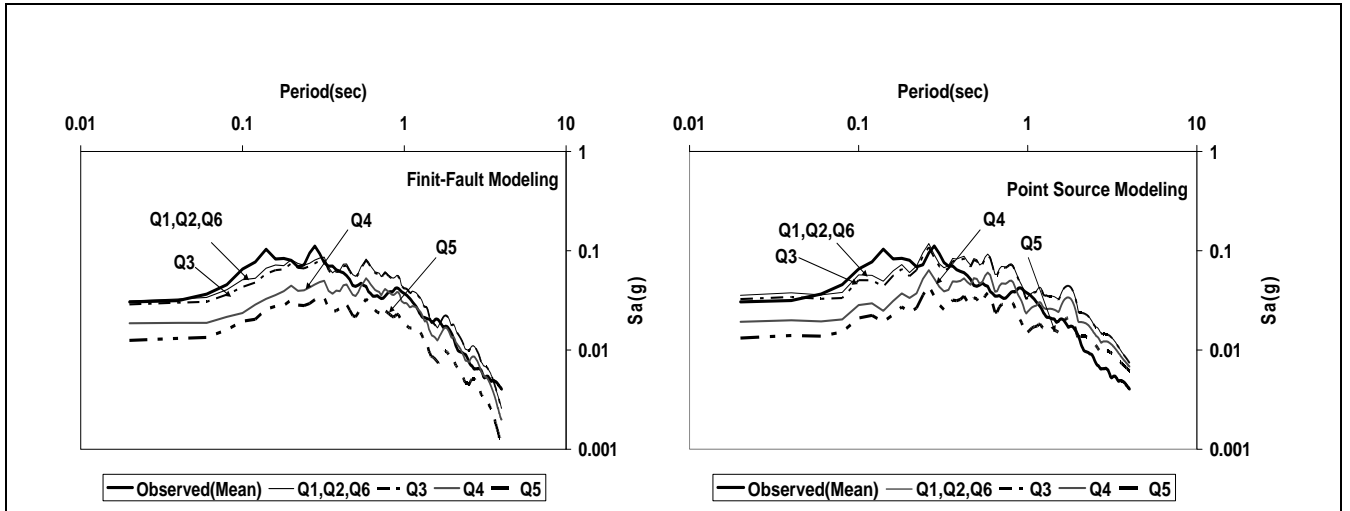 Period(sec)
0.01 0.1 1 10
1
0.1
0.01
0.001
Sa(g)
Finit-Fault Modeling
Q1,Q2,Q6
Q3
Q4
Q5
Observed(Mean) Q1,Q2,Q6 Q3 Q4 Q5
Period(sec)
0.01 0.1 1 10
1
0.1
0.01
0.001
Sa(g)
Point Source Modeling
Q1,Q2,Q6
Q3
Q4
Q5
Observed(Mean) Q1,Q2,Q6 Q3 Q4 Q5